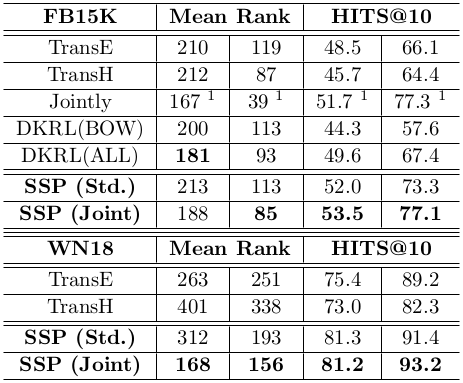 FB15K Mean Rank HITS@10
TransE 210 119 48.5 66.1
TransH 212 87 45.7 64.4
Jointly 167 1 39 1 51.7 1 77.3 1
DKRL(BOW) 200 113 44.3 57.6
DKRL(ALL) 181 93 49.6 67.4
SSP (Std.) 213 113 52.0 73.3
SSP (Joint) 188 85 53.5 77.1
WN18 Mean Rank HITS@10
TransE 263 251 75.4 89.2
TransH 401 338 73.0 82.3
SSP (Std.) 312 193 81.3 91.4
SSP (Joint) 168 156 81.2 93.2